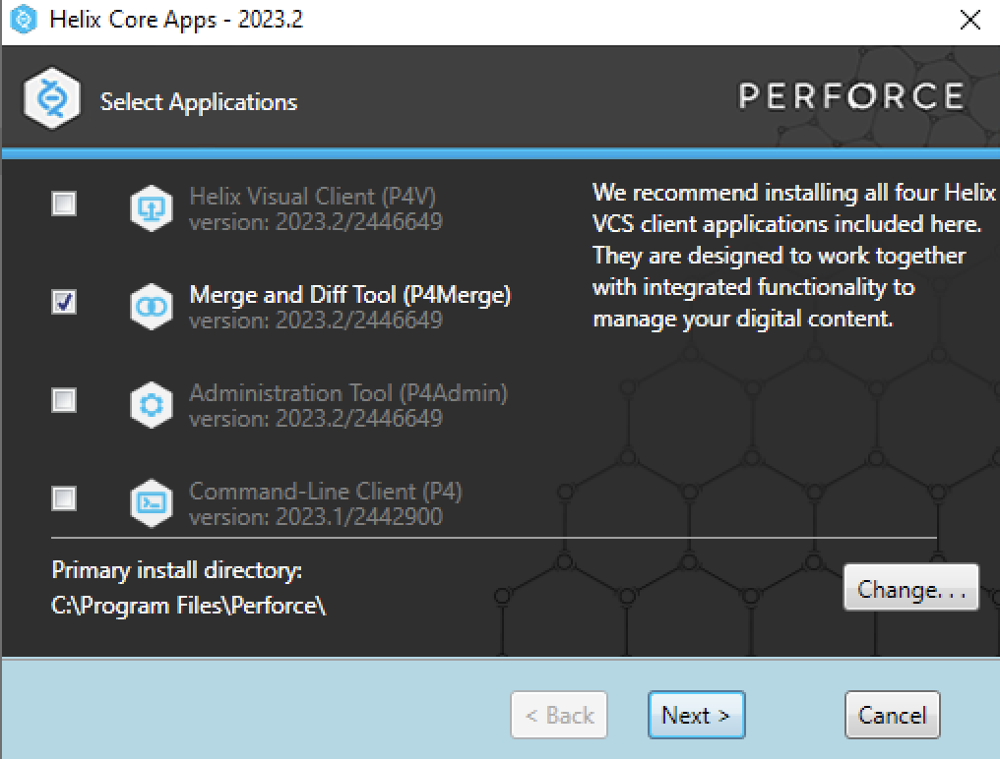 Helix Core Apps - 2023.2
Select Applications
PERFORCE
Helix Visual Client (P4V)
version: 2023.2/2446649
Merge and Diff Tool (P4Merge)
version: 2023.2/2446649
Administration Tool (P4Admin)
version: 2023.2/2446649
Command-Line Client (P4)
version: 2023.1/2442900
We recommend installing all four Helix
VCS client applications included here.
They are designed to work together
with integrated functionality to
manage your digital content.
Primary install directory:
C:\Program Files\Perforce\
Change. . .
< Back
Next >
Cancel